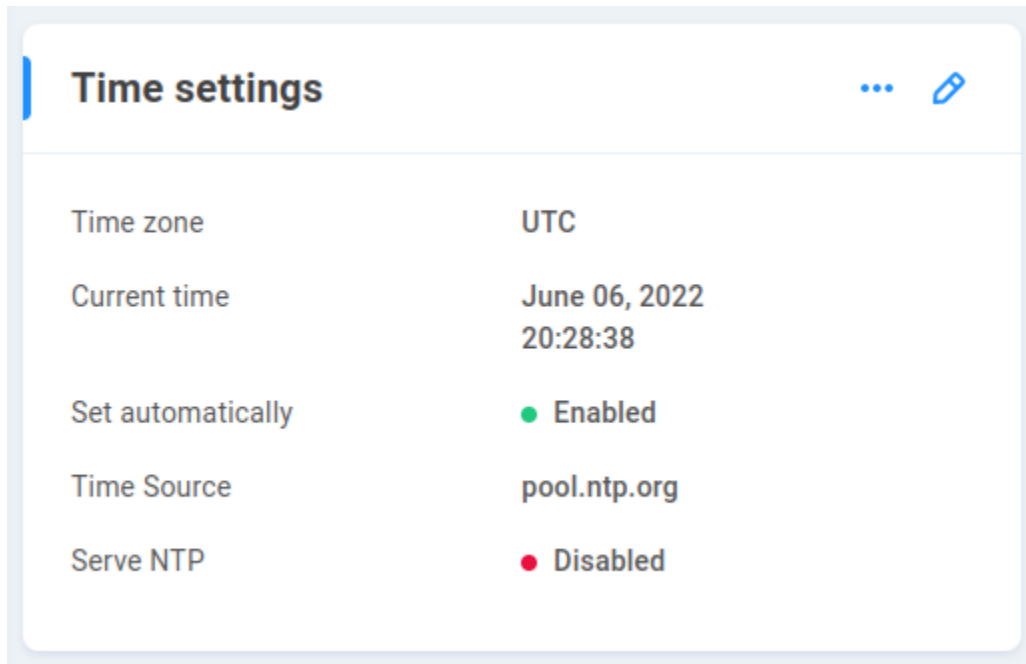 Time settings
Time zone UTC
Current time June 06, 2022
20:28:38
Set automatically Enabled
Time Source pool.ntp.org
Serve NTP Disabled